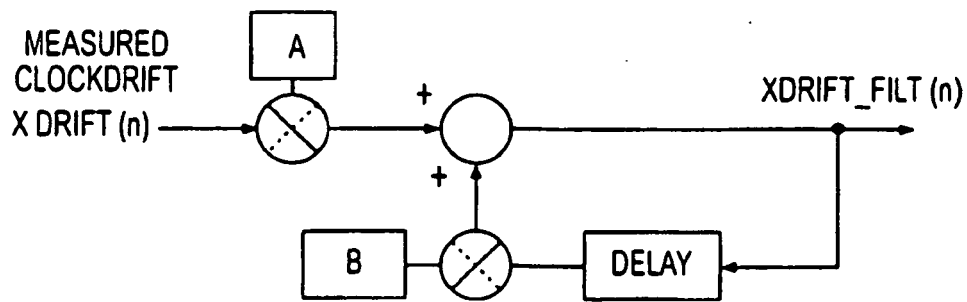 MEASURED
CLOCKDRIFT
X DRIFT (n)
A
+
+
XDRIFT_FILT (n)
B
DELAY